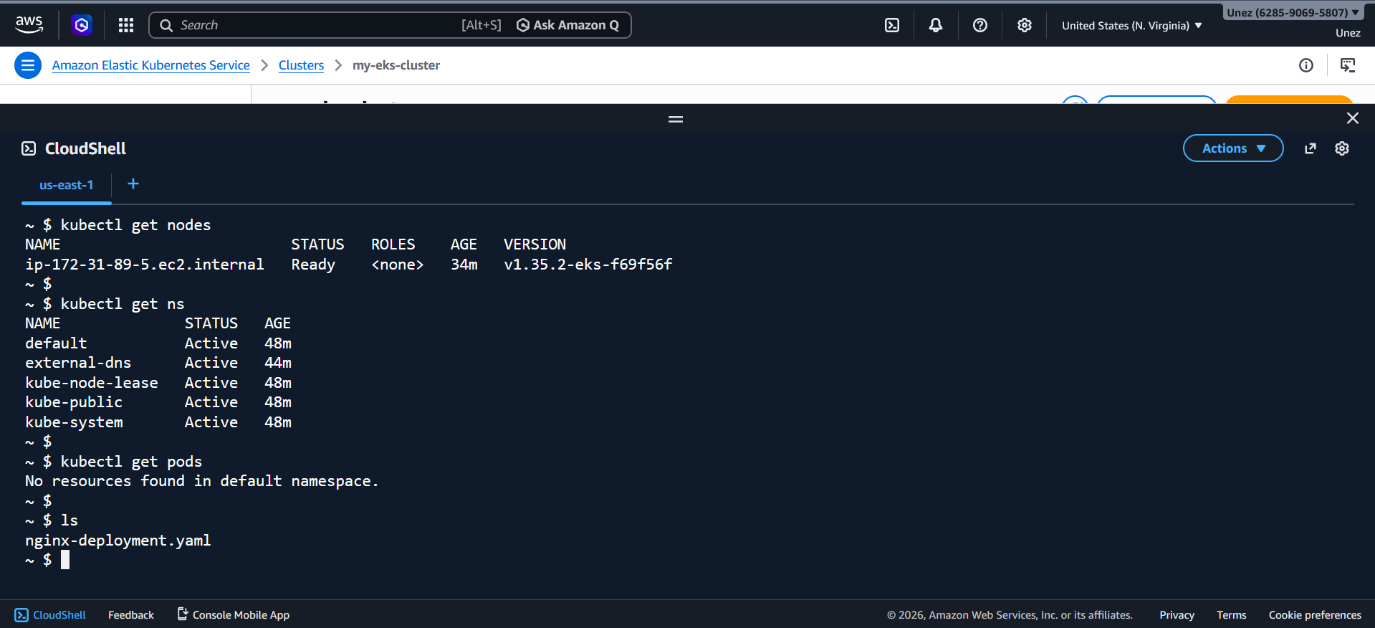 aws
Search [Alt+S] Ask Amazon Q
United States (N. Virginia) ▼
Unez (6285-9069-5807) ▼
Unez
Amazon Elastic Kubernetes Service > Clusters > my-eks-cluster
CloudShell
Actions ▼
us-east-1 +
~ $ kubectl get nodes
NAME STATUS ROLES AGE VERSION
ip-172-31-89-5.ec2.internal Ready <none> 34m v1.35.2-eks-f69f56f
~ $
~ $ kubectl get ns
NAME STATUS AGE
default Active 48m
external-dns Active 44m
kube-node-lease Active 48m
kube-public Active 48m
kube-system Active 48m
~ $
~ $ kubectl get pods
No resources found in default namespace.
~ $
~ $ ls
nginx-deployment.yaml
~ $
CloudShell Feedback Console Mobile App © 2026, Amazon Web Services, Inc. or its affiliates. Privacy Terms Cookie preferences